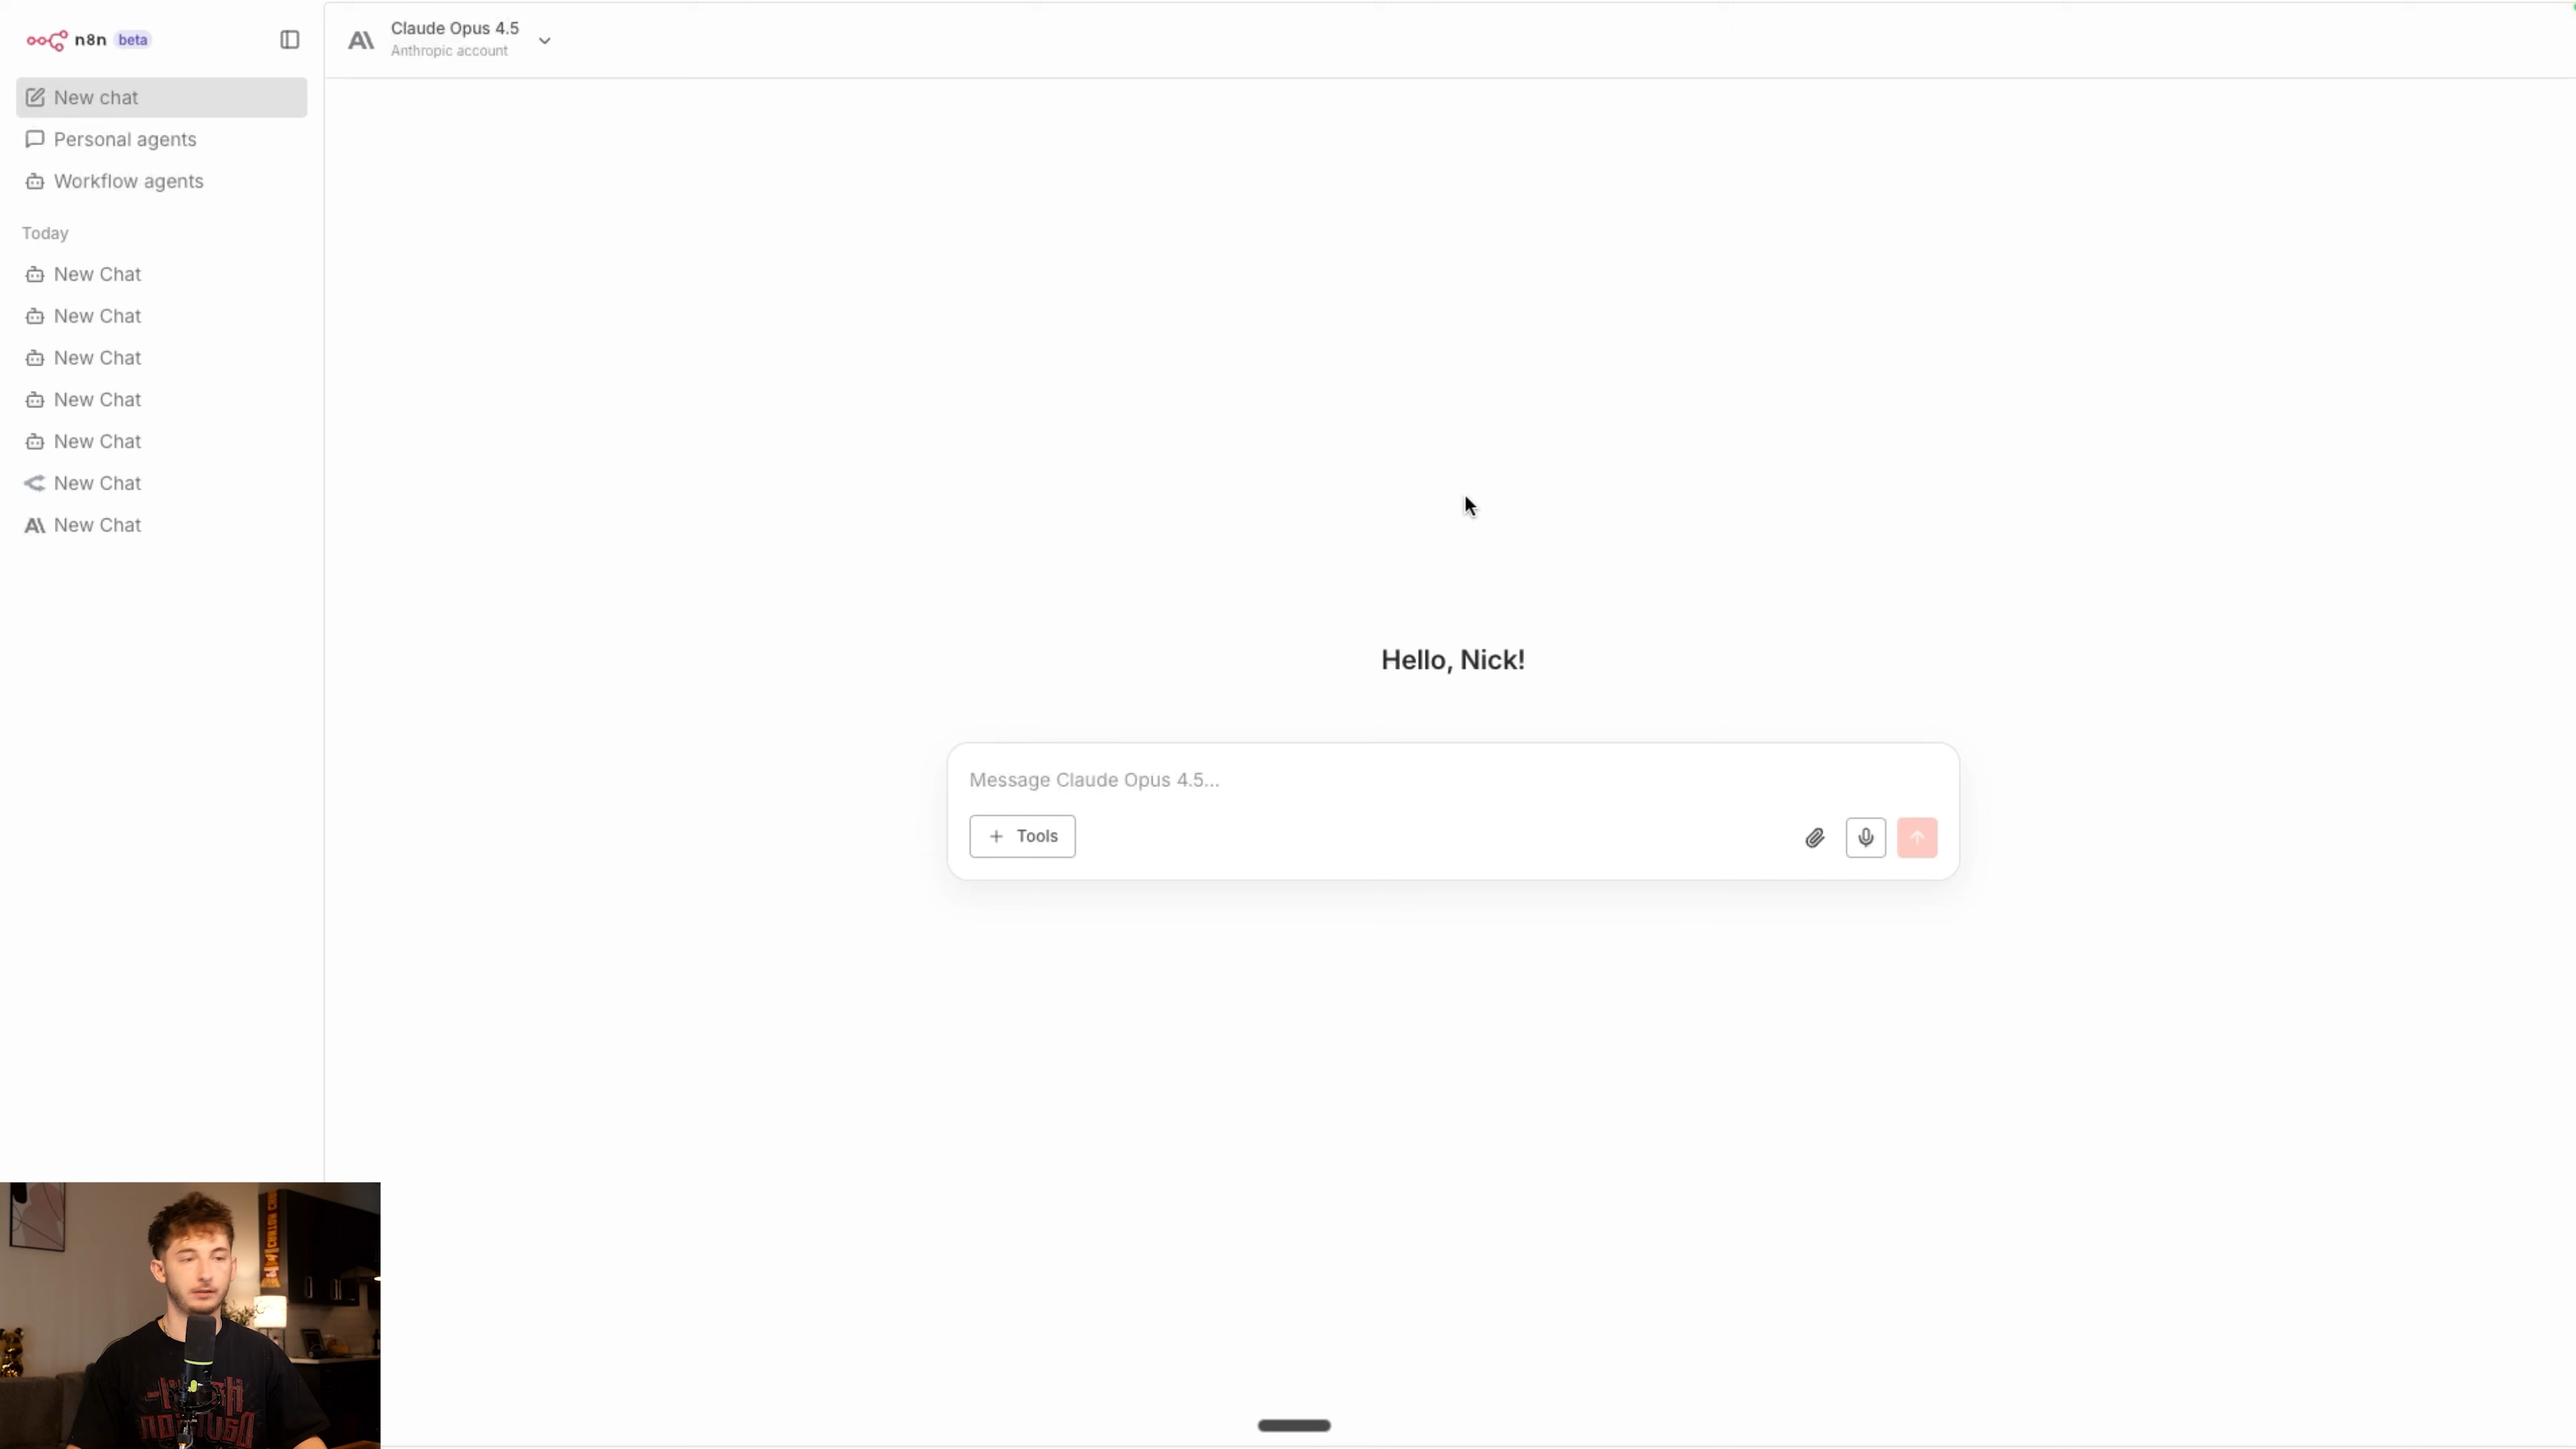 n8n beta
New chat
Personal agents
Workflow agents
Today
New Chat
New Chat
New Chat
New Chat
New Chat
New Chat
New Chat
Claude Opus 4.5
Anthropic account
Hello, Nick!
Message Claude Opus 4.5...
+ Tools